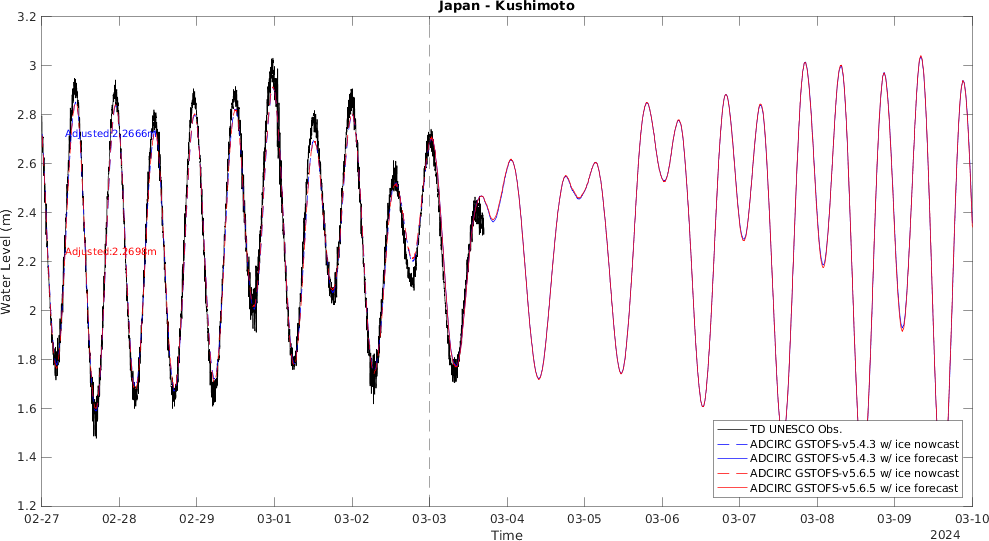 Japan - Kushimoto
Water Level (m)
3.2
3
2.8
2.6
2.4
2.2
2
1.8
1.6
1.4
1.2
Adjusted:2.2666m
Adjusted:2.2698m
TD UNESCO Obs.
ADCIRC GSTOFS-v5.4.3 w/ ice nowcast
ADCIRC GSTOFS-v5.4.3 w/ ice forecast
ADCIRC GSTOFS-v5.6.5 w/ ice nowcast
ADCIRC GSTOFS-v5.6.5 w/ ice forecast
02-27 02-28 02-29 03-01 03-02 03-03 03-04 03-05 03-06 03-07 03-08 03-09 03-10
Time
2024